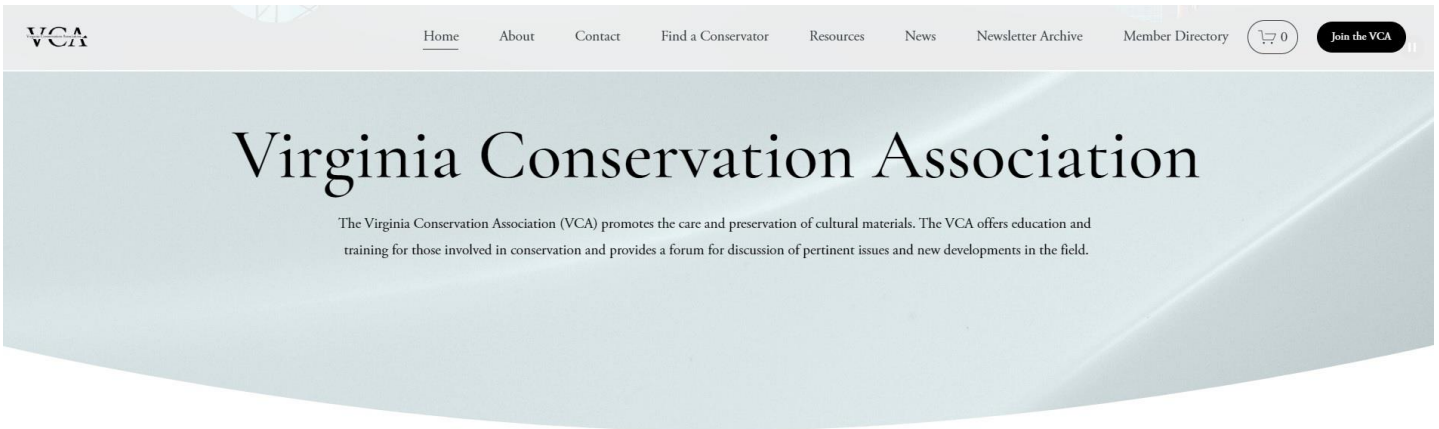 VCA
Home About Contact Find a Conservator Resources News Newsletter Archive Member Directory 0 Join the VCA
Virginia Conservation Association
The Virginia Conservation Association (VCA) promotes the care and preservation of cultural materials. The VCA offers education and
training for those involved in conservation and provides a forum for discussion of pertinent issues and new developments in the field.